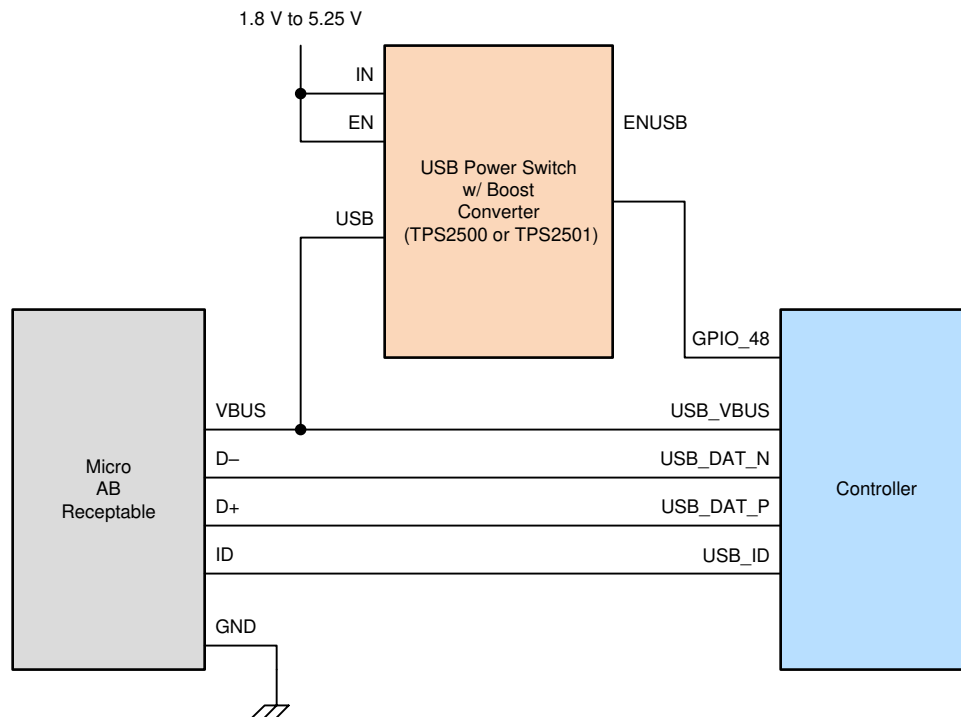 1.8 V to 5.25 V
IN
EN
ENUSB
USB Power Switch
w/ Boost
Converter
(TPS2500 or TPS2501)
USB
GPIO_48
VBUS
USB_VBUS
D–
USB_DAT_N
Micro
AB
Receptable
Controller
D+
USB_DAT_P
ID
USB_ID
GND